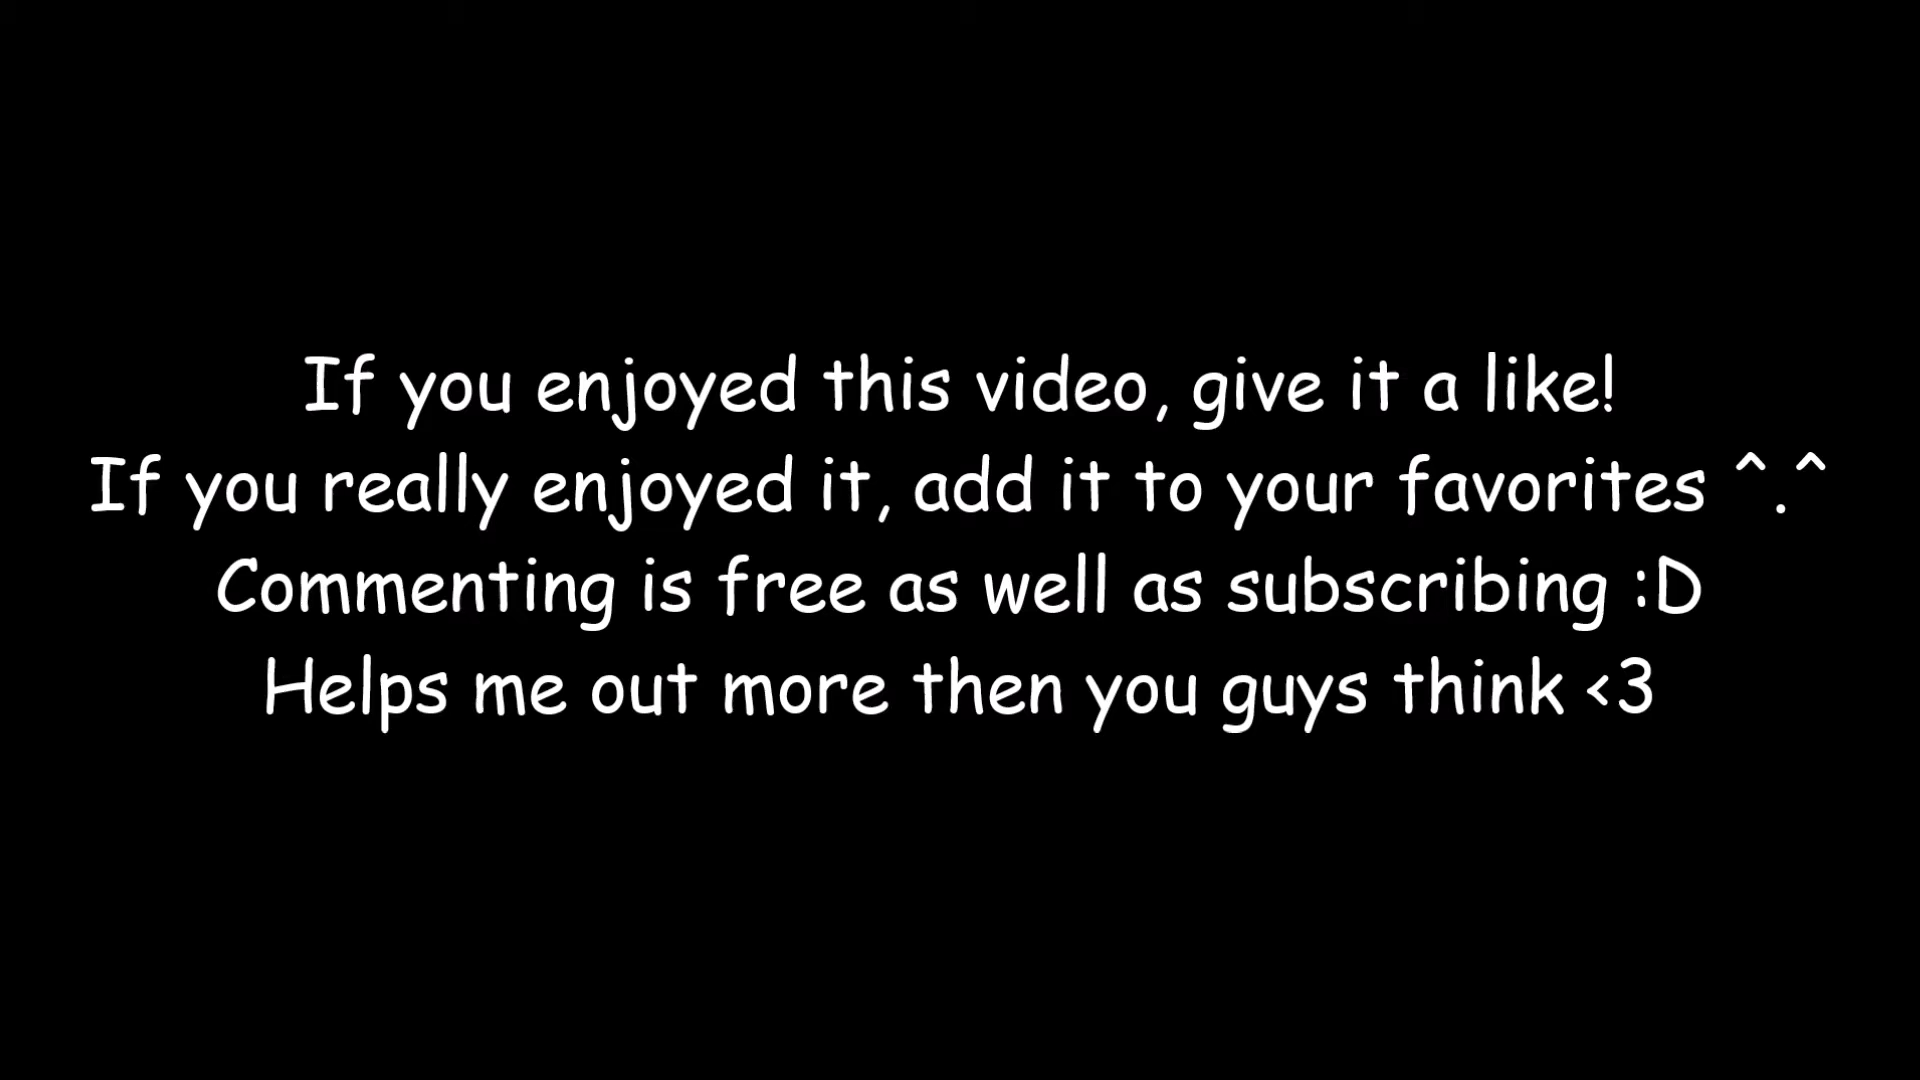 If you enjoyed this video, give it a like!
If you really enjoyed it, add it to your favorites ^.^
Commenting is free as well as subscribing :D
Helps me out more then you guys think <3